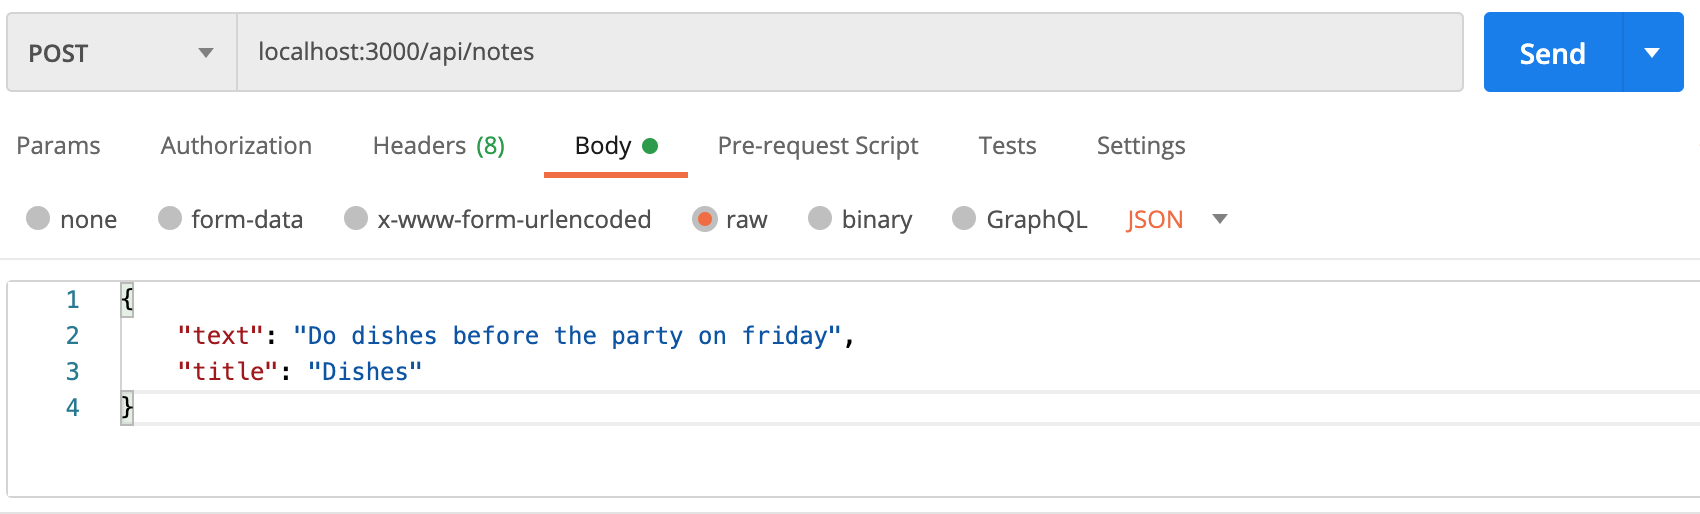 POST localhost:3000/api/notes Send
Params Authorization Headers (8) Body Pre-request Script Tests Settings
none form-data x-www-form-urlencoded raw binary GraphQL JSON
1 {
2 "text": "Do dishes before the party on friday",
3 "title": "Dishes"
4 }